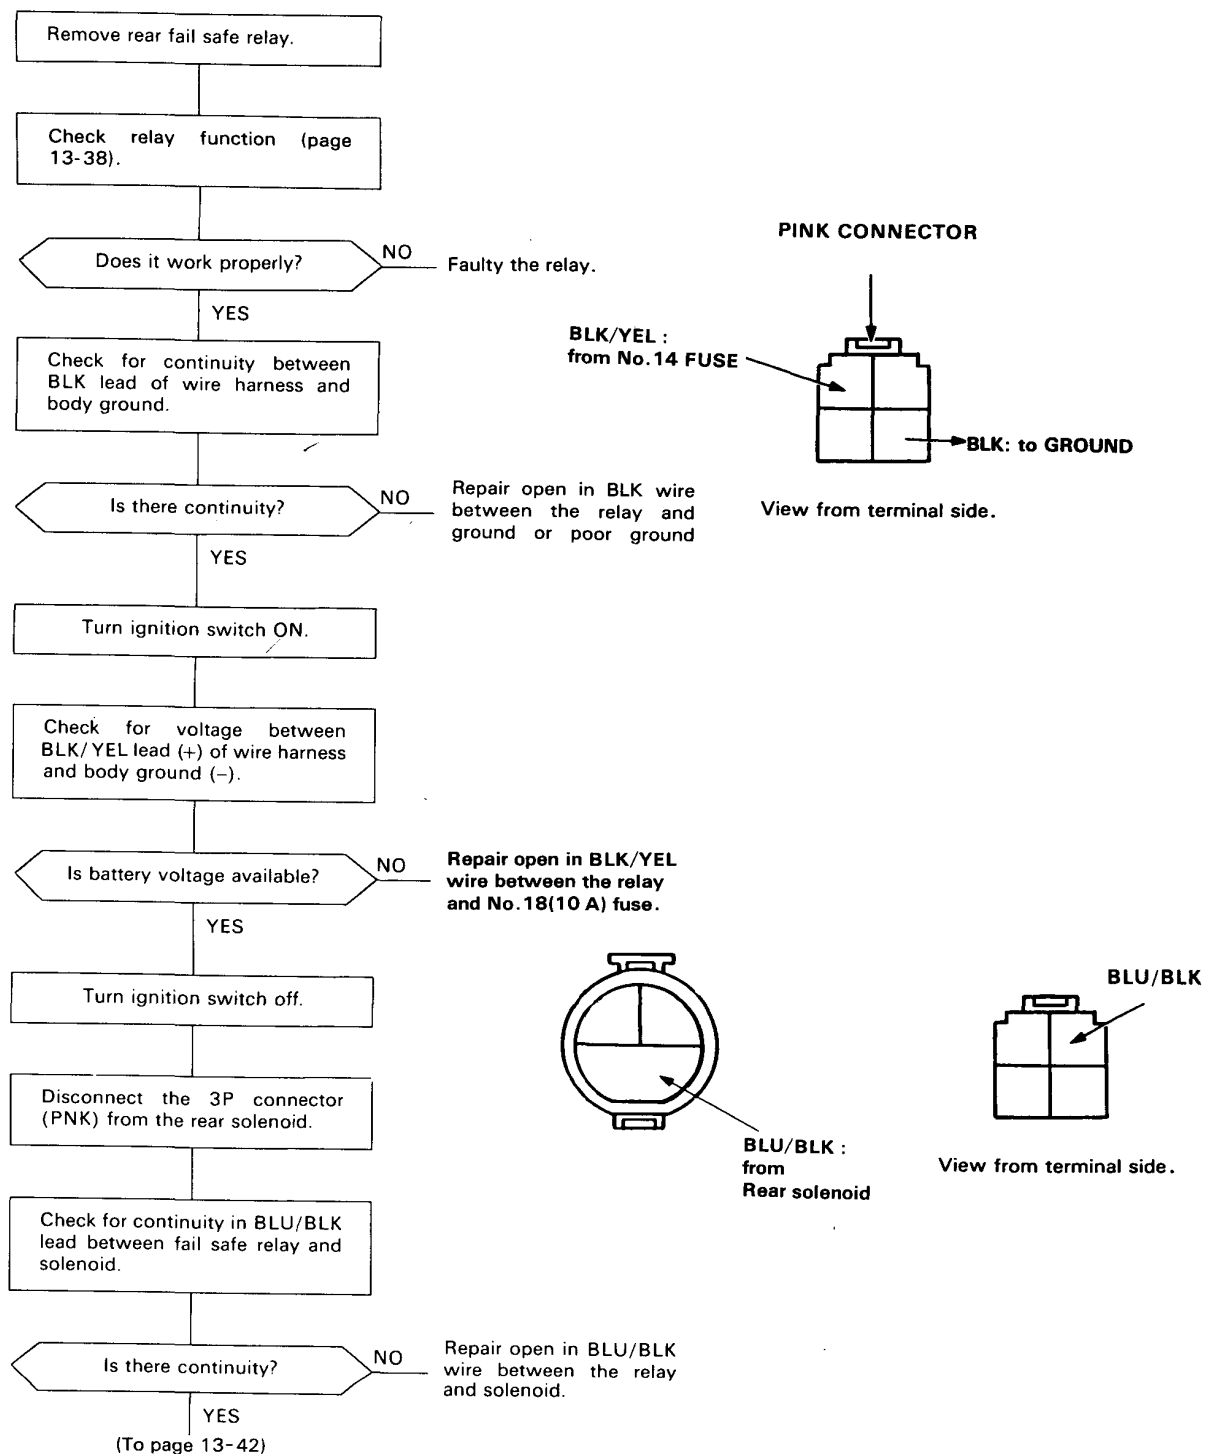 Remove rear fail safe relay.
Check relay function (page
13-38).
Does it work properly?
NO
Faulty the relay.
YES
PINK CONNECTOR
BLK/YEL :
from No.14 FUSE
BLK: to GROUND
View from terminal side.
Check for continuity between
BLK lead of wire harness and
body ground.
Is there continuity?
NO
Repair open in BLK wire
between the relay and
ground or poor ground
YES
Turn ignition switch ON.
Check for voltage between
BLK/YEL lead (+) of wire harness
and body ground (–).
Is battery voltage available?
NO
Repair open in BLK/YEL
wire between the relay
and No.18(10 A) fuse.
YES
Turn ignition switch off.
Disconnect the 3P connector
(PNK) from the rear solenoid.
BLU/BLK :
from
Rear solenoid
BLU/BLK
View from terminal side.
Check for continuity in BLU/BLK
lead between fail safe relay and
solenoid.
Is there continuity?
NO
Repair open in BLU/BLK
wire between the relay
and solenoid.
YES
(To page 13-42)